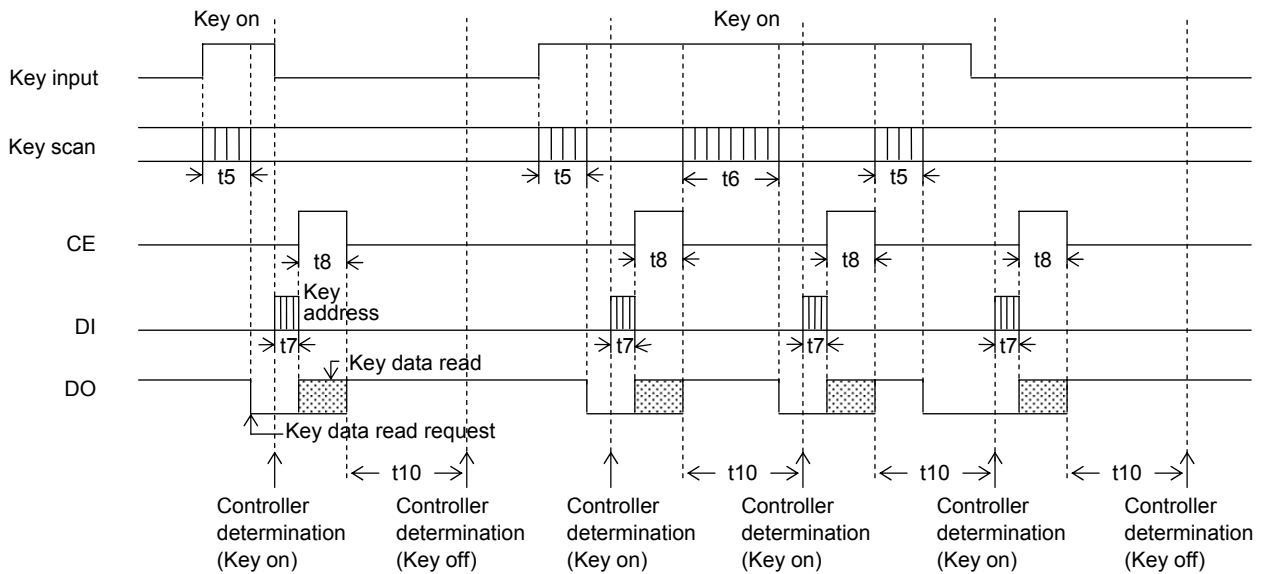 Key on
Key on
Key input
Key scan
t5
t5
t6
t5
CE
t8
t8
t8
t8
Key
address
DI
t7
t7
t7
t7
Key data read
DO
Key data read request
t10
t10
t10
t10
Controller
determination
(Key on)
Controller
determination
(Key off)
Controller
determination
(Key on)
Controller
determination
(Key on)
Controller
determination
(Key on)
Controller
determination
(Key off)